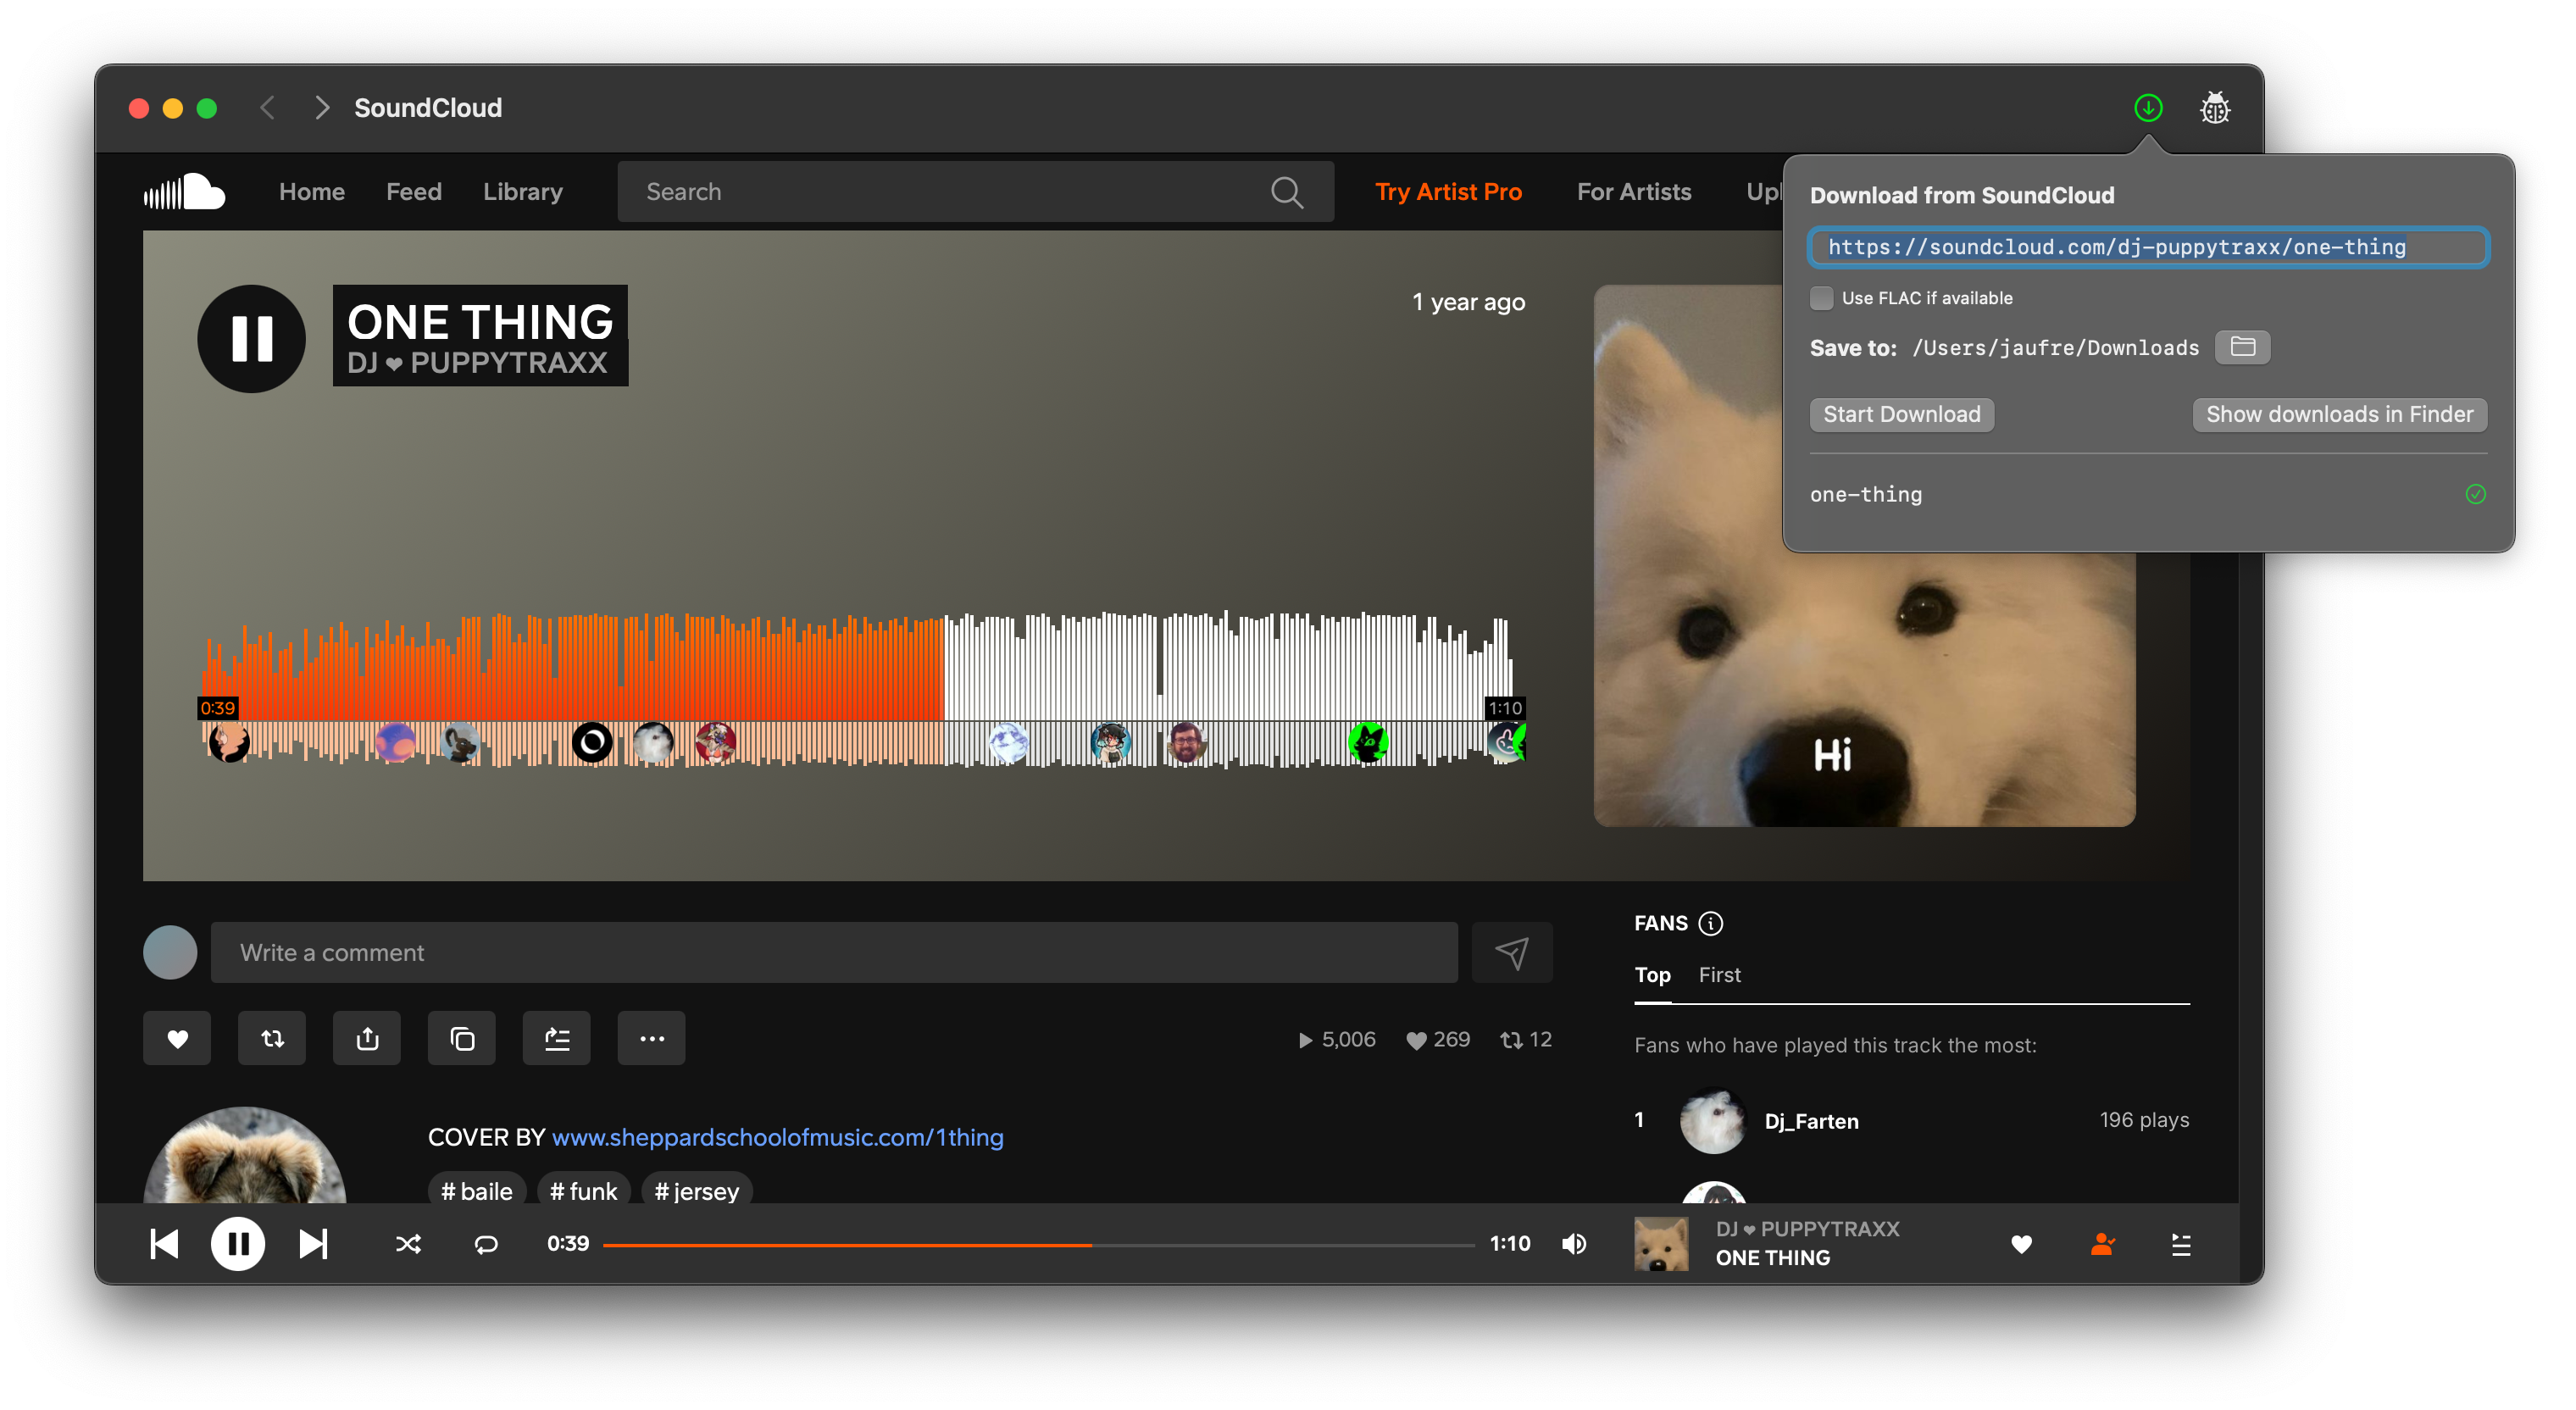 SoundCloud
Home Feed Library Search Try Artist Pro For Artists
Download from SoundCloud
https://soundcloud.com/dj-puppytraxx/one-thing
Use FLAC if available
Save to: /Users/jaufre/Downloads
Start Download Show downloads in Finder
one-thing
ONE THING
DJ ❤ PUPPYTRAXX
1 year ago
0:39 1:10
Hi
Write a comment
5,006 269 12
COVER BY www.sheppardschoolofmusic.com/1thing
# baile # funk # jersey
FANS
Top First
Fans who have played this track the most:
1 Dj_Farten 196 plays
0:39 1:10
DJ ❤ PUPPYTRAXX
ONE THING